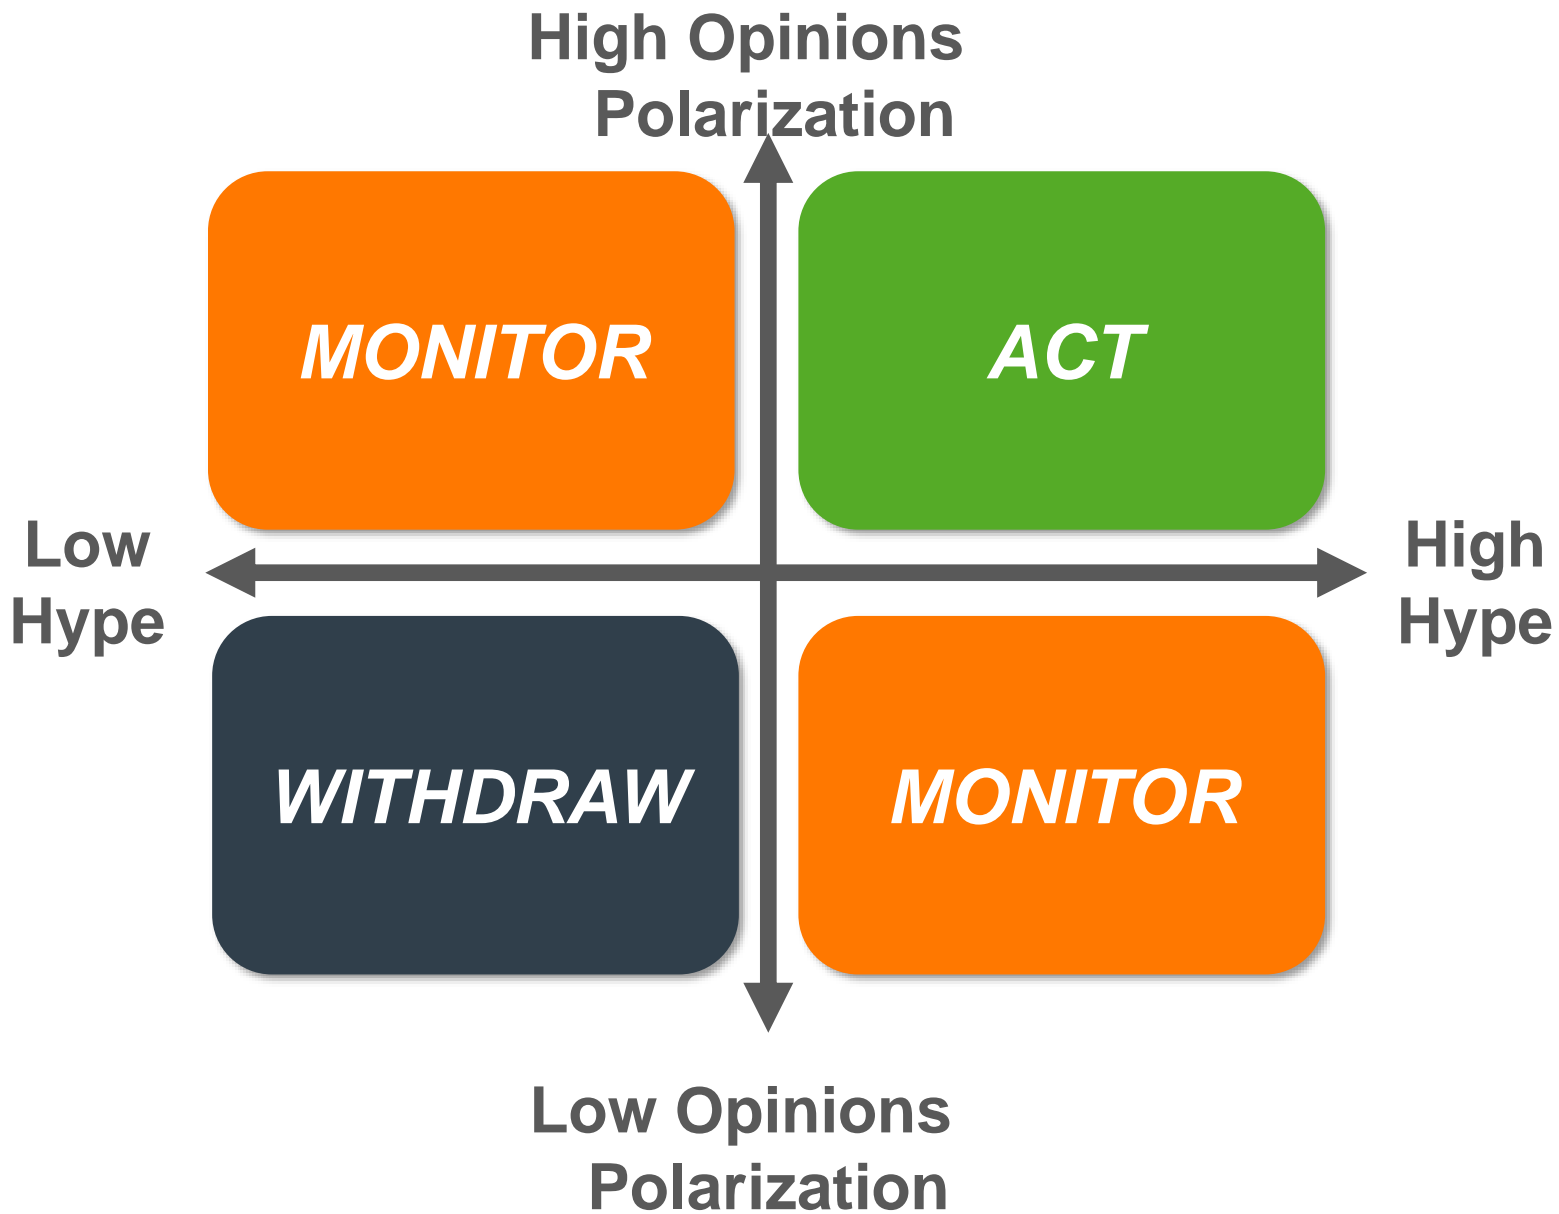 High Opinions
Polarization
MONITOR
ACT
Low
Hype
High
Hype
WITHDRAW
MONITOR
Low Opinions
Polarization